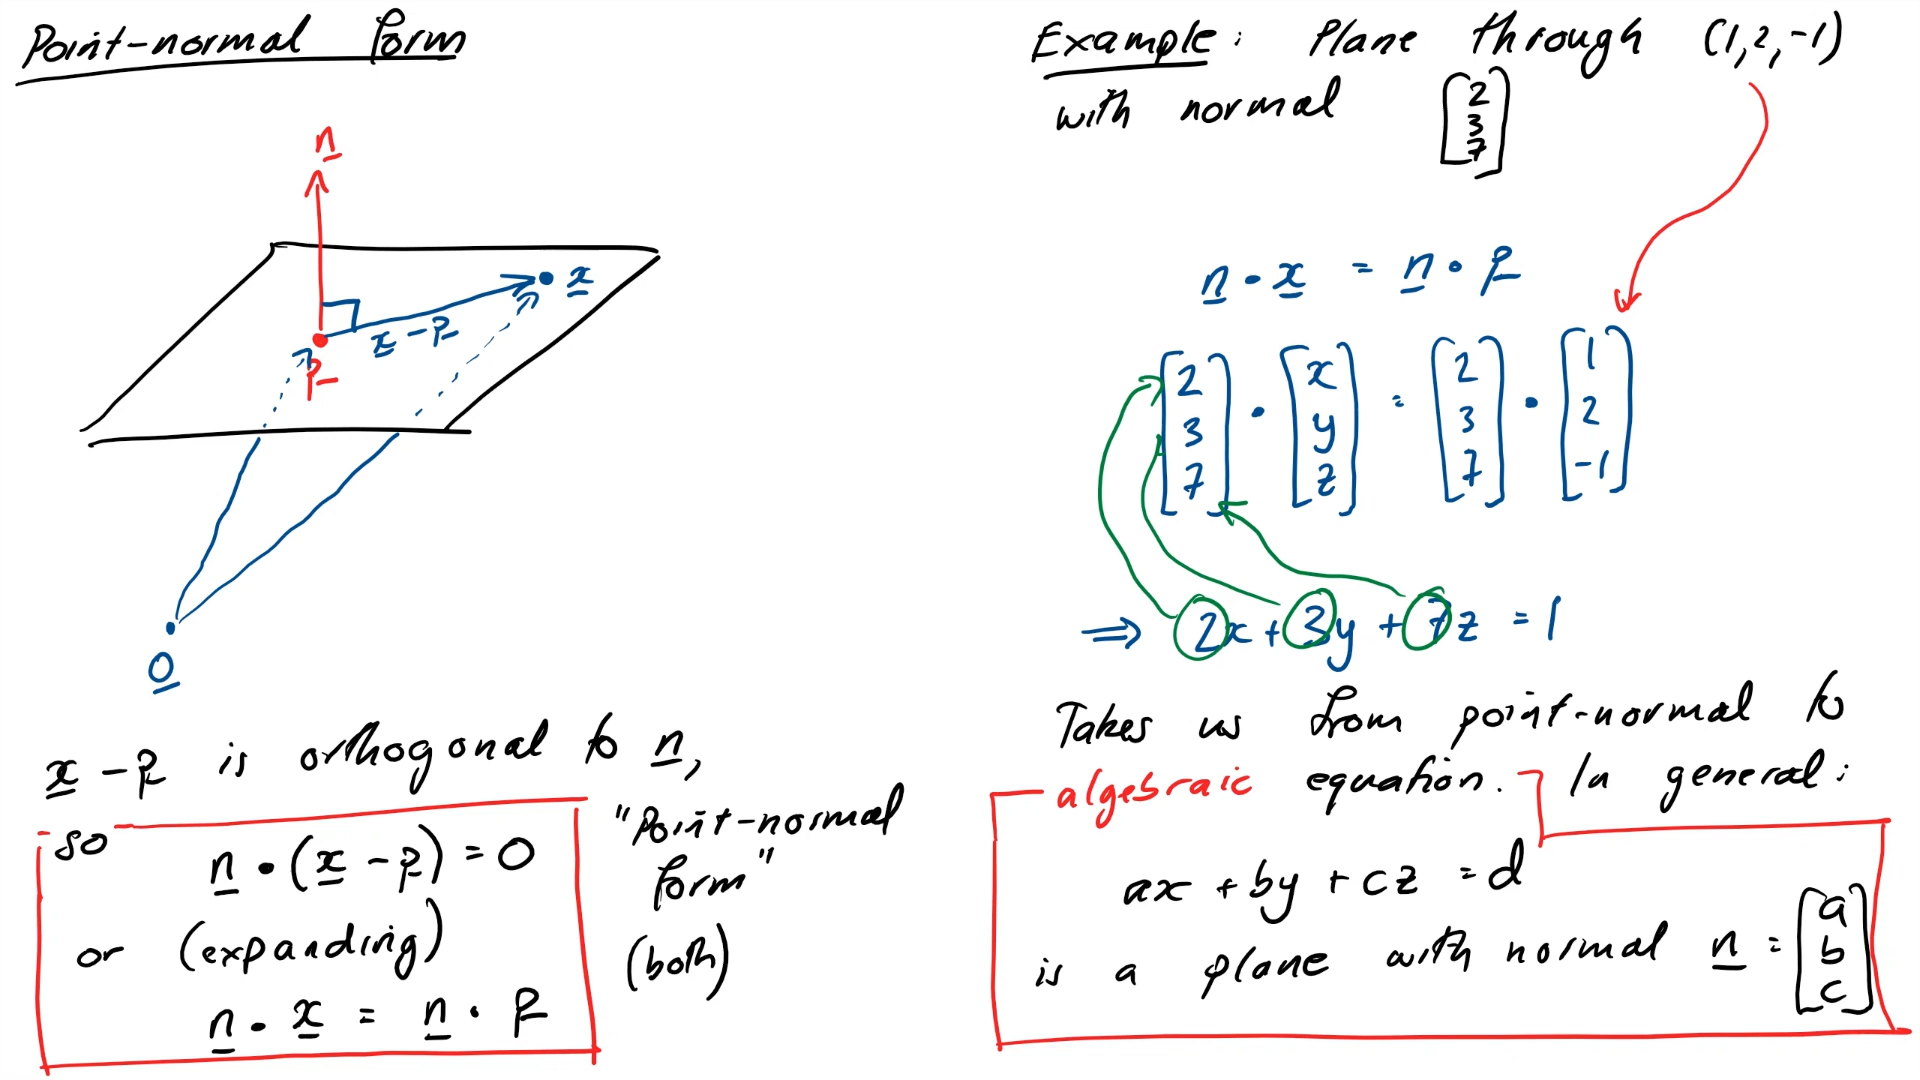 Point-normal form
n
x
x - p
p
0
x - p is orthogonal to n,
so
n • (x - p) = 0
or (expanding)
n • x = n • p
"Point-normal
form"
(both)
Example: Plane through (1,2,-1)
with normal [2 3 7]
n • x = n • p
[2 3 7] • [x y z] = [2 3 7] • [1 2 -1]
⇒ 2x + 3y + 7z = 1
Takes us from point-normal to
algebraic equation. In general:
ax + by + cz = d
is a plane with normal n = [a b c]